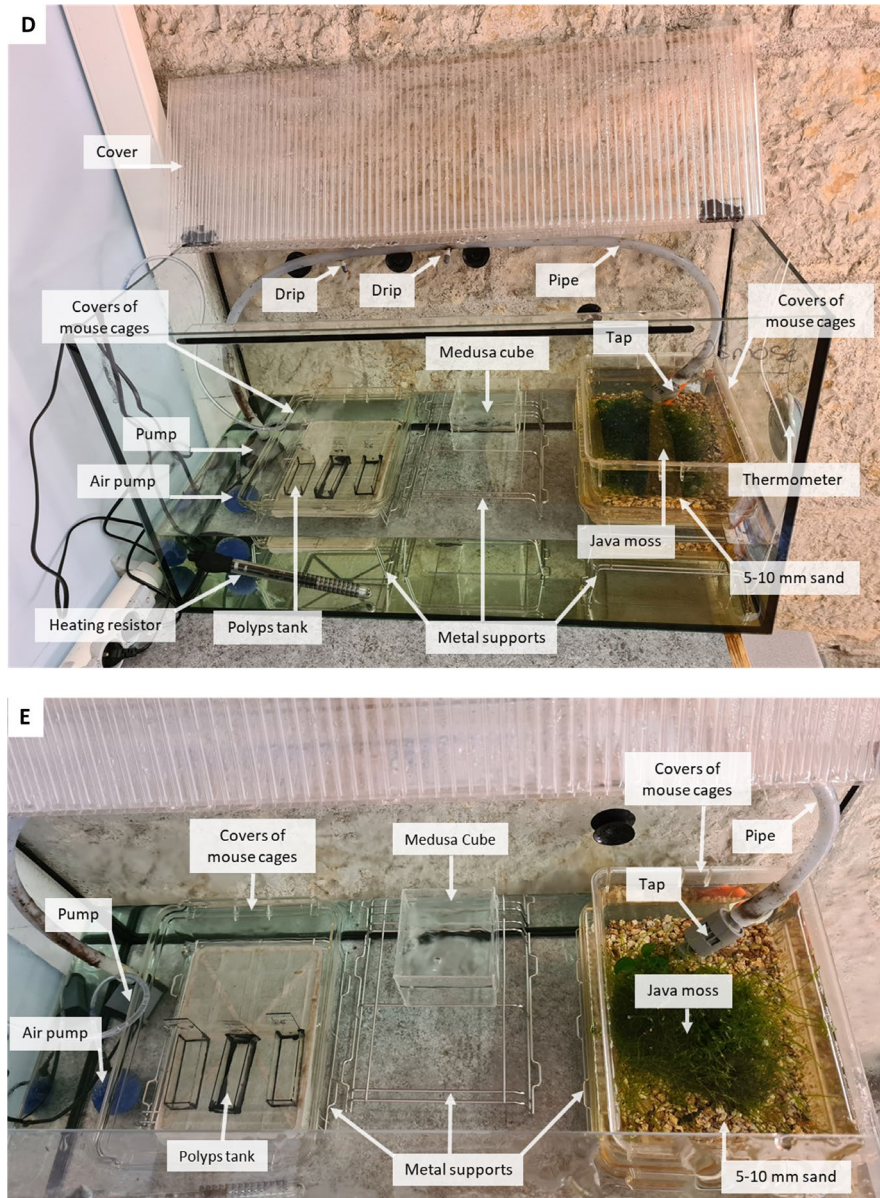 D
Cover
Drip
Drip
Pipe
Covers of
mouse cages
Covers of
mouse cages
Tap
Medusa cube
Osmose
Pump
Air pump
Thermometer
Java moss
5-10 mm sand
Heating resistor
Polyps tank
Metal supports
E
Covers of
mouse cages
Pipe
Covers of
mouse cages
Medusa Cube
Tap
Pump
Java moss
Air pump
Polyps tank
Metal supports
5-10 mm sand